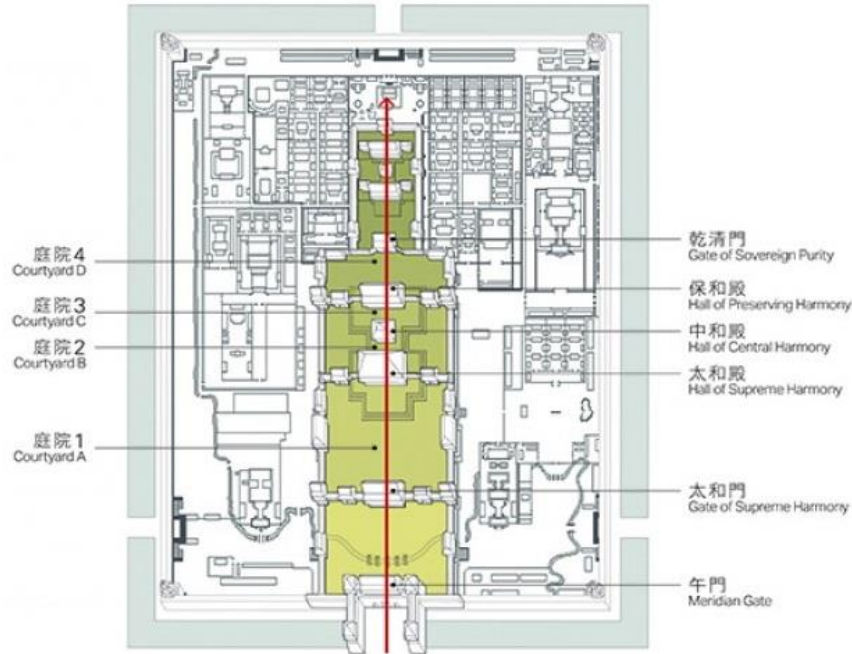 庭院4
Courtyard D
庭院3
Courtyard C
庭院2
Courtyard B
庭院1
Courtyard A
乾清門
Gate of Sovereign Purity
保和殿
Hall of Preserving Harmony
中和殿
Hall of Central Harmony
太和殿
Hall of Supreme Harmony
太和門
Gate of Supreme Harmony
午門
Meridian Gate